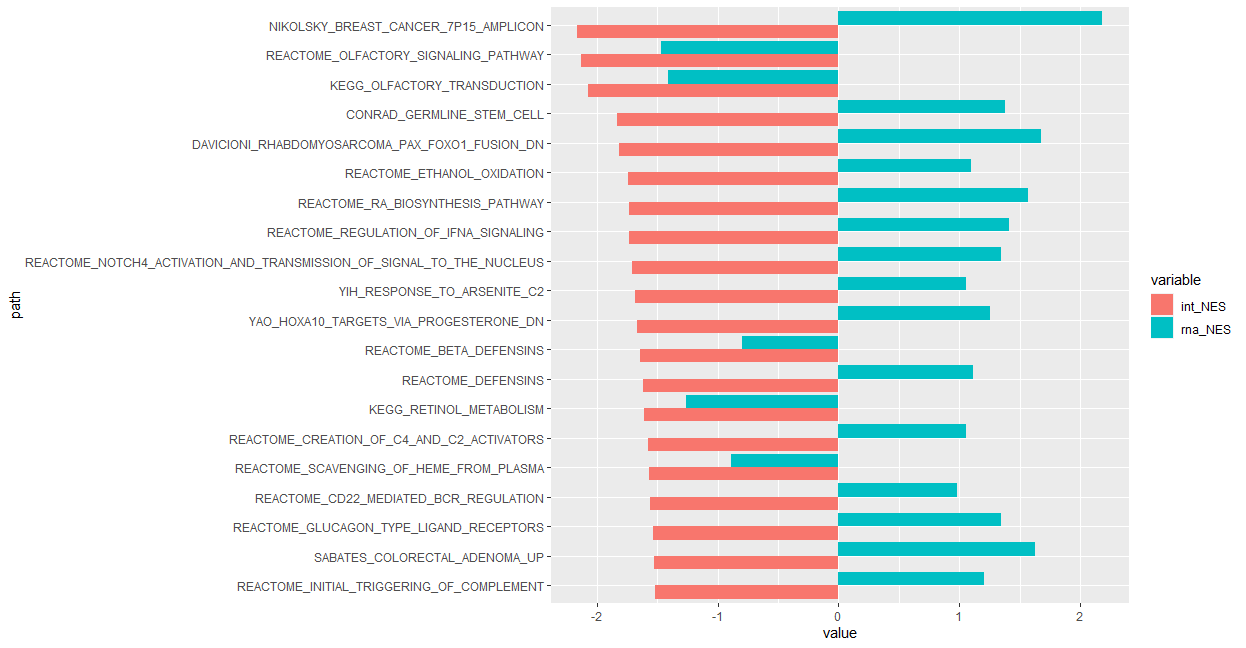 NIKOLSKY_BREAST_CANCER_7P15_AMPLICON
REACTOME_OLFACTORY_SIGNALING_PATHWAY
KEGG_OLFACTORY_TRANSDUCTION
CONRAD_GERMLINE_STEM_CELL
DAVICIONI_RHABDOMYOSARCOMA_PAX_FOXO1_FUSION_DN
REACTOME_ETHANOL_OXIDATION
REACTOME_RA_BIOSYNTHESIS_PATHWAY
REACTOME_REGULATION_OF_IFNA_SIGNALING
REACTOME_NOTCH4_ACTIVATION_AND_TRANSMISSION_OF_SIGNAL_TO_THE_NUCLEUS
YIH_RESPONSE_TO_ARSENITE_C2
YAO_HOXA10_TARGETS_VIA_PROGESTERONE_DN
REACTOME_BETA_DEFENSINS
REACTOME_DEFENSINS
KEGG_RETINOL_METABOLISM
REACTOME_CREATION_OF_C4_AND_C2_ACTIVATORS
REACTOME_SCAVENGING_OF_HEME_FROM_PLASMA
REACTOME_CD22_MEDIATED_BCR_REGULATION
REACTOME_GLUCAGON_TYPE_LIGAND_RECEPTORS
SABATES_COLORECTAL_ADENOMA_UP
REACTOME_INITIAL_TRIGGERING_OF_COMPLEMENT
path
-2 -1 0 1 2
value
variable
int_NES
rna_NES